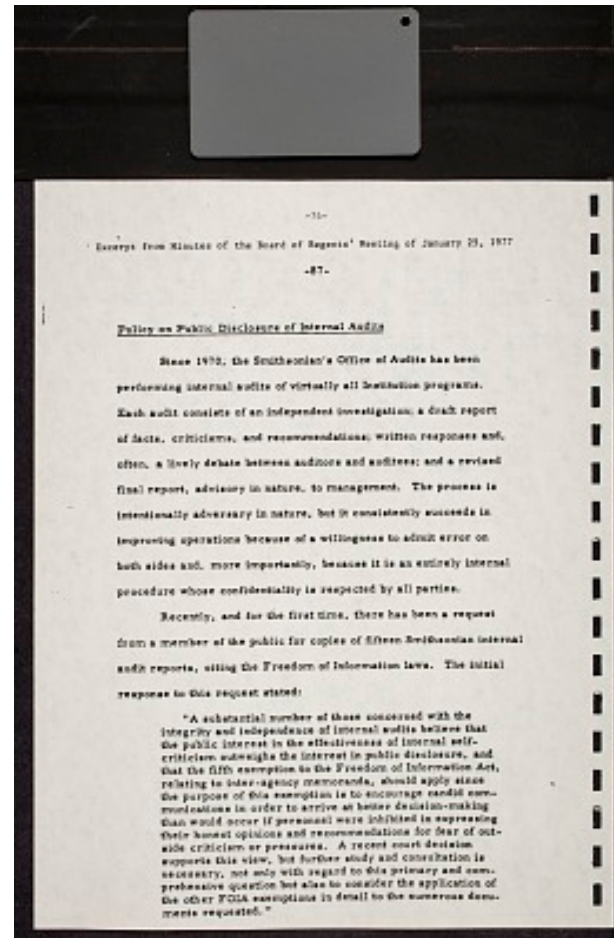 -71-
Excerpt from Minutes of the Board of Regents' Meeting of January 25, 1977
-87-
Policy on Public Disclosure of Internal Audits
Since 1970, the Smithsonian's Office of Audits has been
performing internal audits of virtually all Institution programs.
Each audit consists of an independent investigation; a draft report
of facts, criticisms, and recommendations; written responses and,
often, a lively debate between auditors and auditees; and a revised
final report, advisory in nature, to management. The process is
intentionally adversary in nature, but it consistently succeeds in
improving operations because of a willingness to admit error on
both sides and, more importantly, because it is an entirely internal
procedure whose confidentiality is respected by all parties.
Recently, and for the first time, there has been a request
from a member of the public for copies of fifteen Smithsonian internal
audit reports, citing the Freedom of Information laws. The initial
response to this request stated:
"A substantial number of those concerned with the
integrity and independence of internal audits believe that
the public interest in the effectiveness of internal self-
criticism outweighs the interest in public disclosure, and
that the fifth exemption to the Freedom of Information Act,
relating to inter-agency memoranda, should apply since
the purpose of this exemption is to encourage candid com-
munications in order to arrive at better decision-making
than would occur if personnel were inhibited in expressing
their honest opinions and recommendations for fear of out-
side criticism or pressures. A recent court decision
supports this view, but further study and consultation is
necessary, not only with regard to this primary and com-
prehensive question but also to consider the application of
the other FOIA exemptions in detail to the numerous docu-
ments requested."